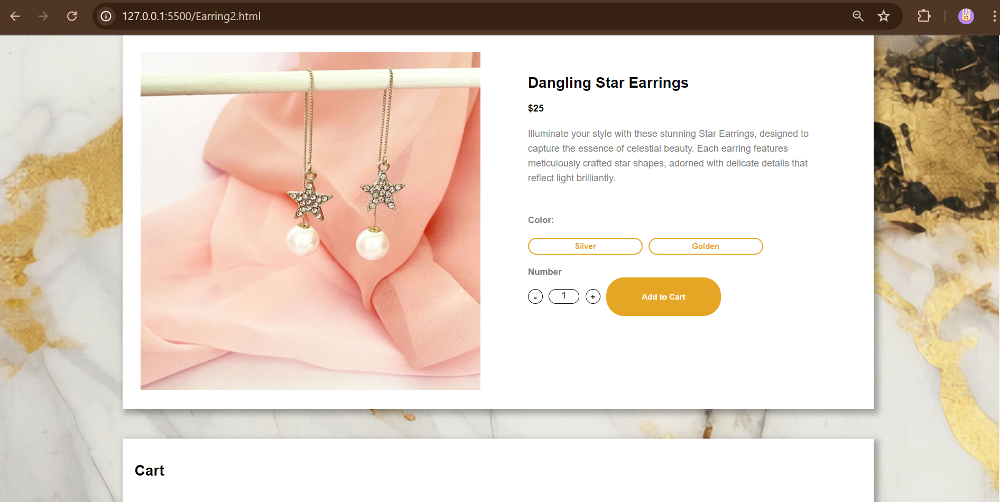 127.0.0.1:5500/Earring2.html
Dangling Star Earrings
$25
Illuminate your style with these stunning Star Earrings, designed to
capture the essence of celestial beauty. Each earring features
meticulously crafted star shapes, adorned with delicate details that
reflect light brilliantly.
Color:
Silver Golden
Number
- 1 + Add to Cart
Cart